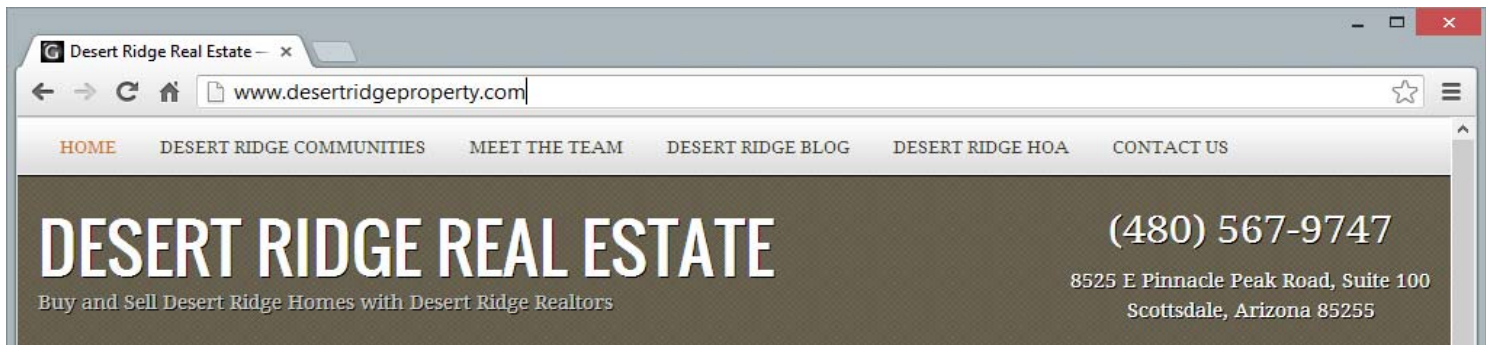 Desert Ridge Real Estate —
www.desertridgeproperty.com
HOME DESERT RIDGE COMMUNITIES MEET THE TEAM DESERT RIDGE BLOG DESERT RIDGE HOA CONTACT US
DESERT RIDGE REAL ESTATE
Buy and Sell Desert Ridge Homes with Desert Ridge Realtors
(480) 567-9747
8525 E Pinnacle Peak Road, Suite 100
Scottsdale, Arizona 85255